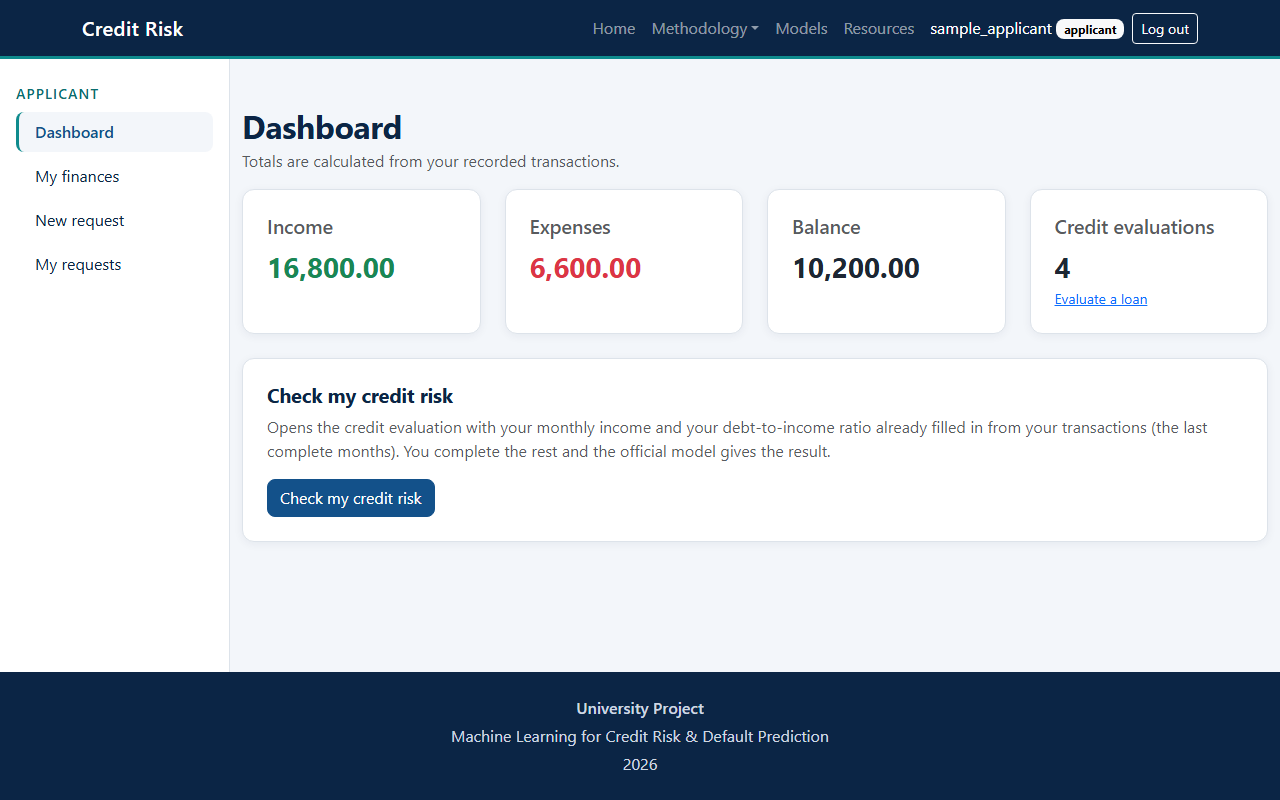 Credit Risk
Home Methodology Models Resources sample_applicant applicant Log out
APPLICANT
Dashboard
My finances
New request
My requests
Dashboard
Totals are calculated from your recorded transactions.
Income
16,800.00
Expenses
6,600.00
Balance
10,200.00
Credit evaluations
4
Evaluate a loan
Check my credit risk
Opens the credit evaluation with your monthly income and your debt-to-income ratio already filled in from your transactions (the last
complete months). You complete the rest and the official model gives the result.
Check my credit risk
University Project
Machine Learning for Credit Risk & Default Prediction
2026